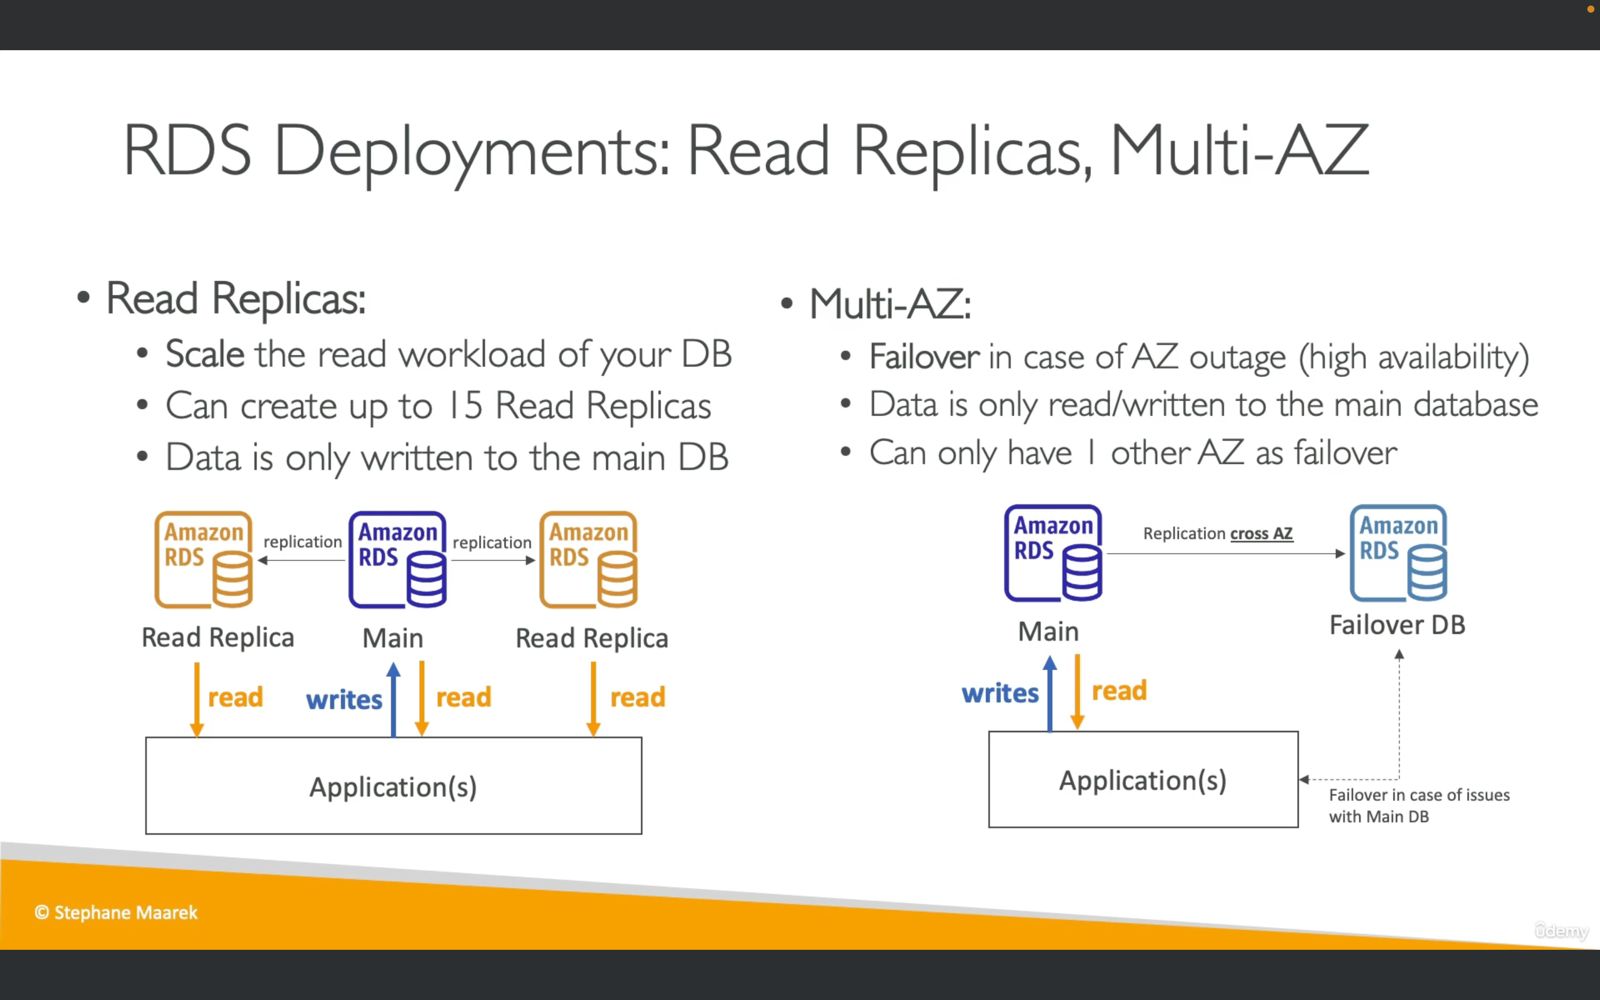 RDS Deployments: Read Replicas, Multi-AZ
• Read Replicas:
• Scale the read workload of your DB
• Can create up to 15 Read Replicas
• Data is only written to the main DB
Amazon
RDS
replication
Amazon
RDS
replication
Amazon
RDS
Read Replica
Main
Read Replica
read
writes
read
read
Application(s)
• Multi-AZ:
• Failover in case of AZ outage (high availability)
• Data is only read/written to the main database
• Can only have 1 other AZ as failover
Amazon
RDS
Replication cross AZ
Amazon
RDS
Main
Failover DB
writes
read
Application(s)
Failover in case of issues
with Main DB
© Stephane Maarek
ûdemy